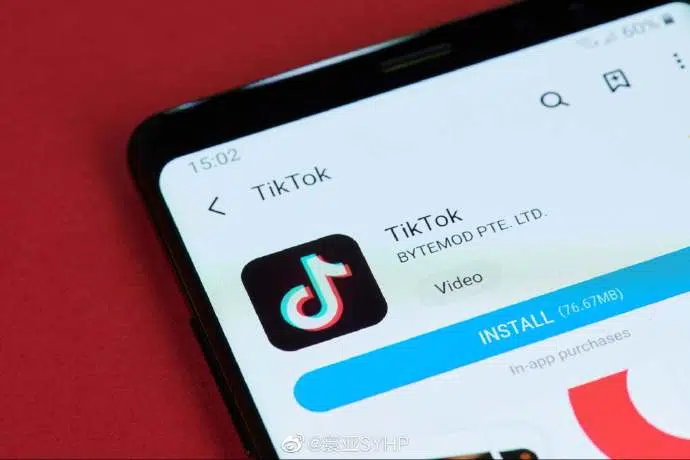 60%
15:02
TikTok
TikTok
BYTEMOD PTE. LTD.
Video
INSTALL (76.67MB)
In-app purchases
@寰亚SYHP